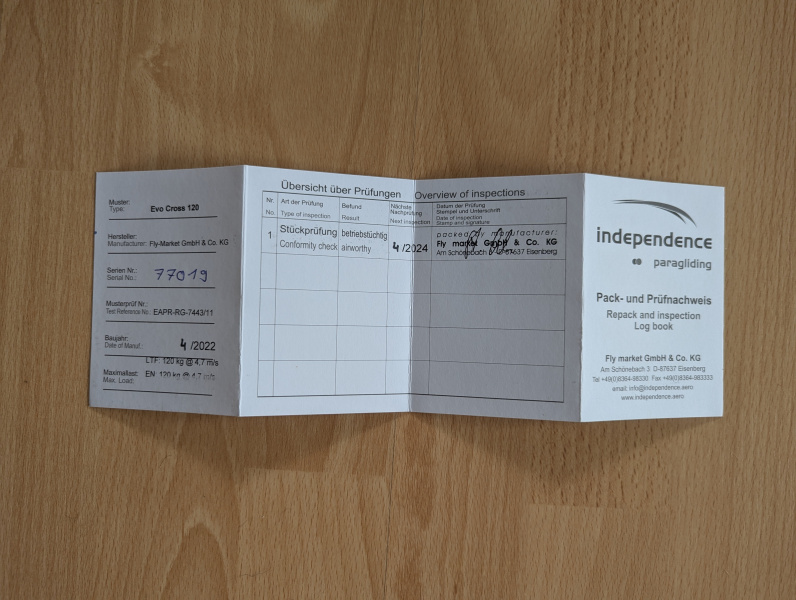 Muster:
Type: Evo Cross 120
Hersteller:
Manufacturer: Fly-Market GmbH & Co. KG
Serien Nr.:
Serial No.: 77019
Musterprüf Nr.:
Test Reference No.: EAPR-RG-7443/11
Baujahr:
Date of Manuf.: 4/2022
LTF: 120 kg @ 4,7 m/s
Maximallast: EN 120 kg @ 4,7 m/s
Max. Load:
Übersicht über Prüfungen Overview of inspections
Nr.
No.
Art der Prüfung
Type of inspection
Befund
Result
Nächste
Nachprüfung
Next inspection
Datum der Prüfung
Stempel und Unterschrift
Date of inspection
Stamp and signature
1
Stückprüfung
Conformity check
betriebstüchtig
airworthy
4/2024
packed by manufacturer:
Fly market GmbH & Co. KG
Am Schönebach 3 D-87637 Eisenberg
independence
paragliding
Pack- und Prüfnachweis
Repack and inspection
Log book
Fly market GmbH & Co. KG
Am Schönebach 3 D-87637 Eisenberg
Tel +49(0)8364-98330 Fax +49(0)8364-983333
email: info@independence.aero
www.independence.aero